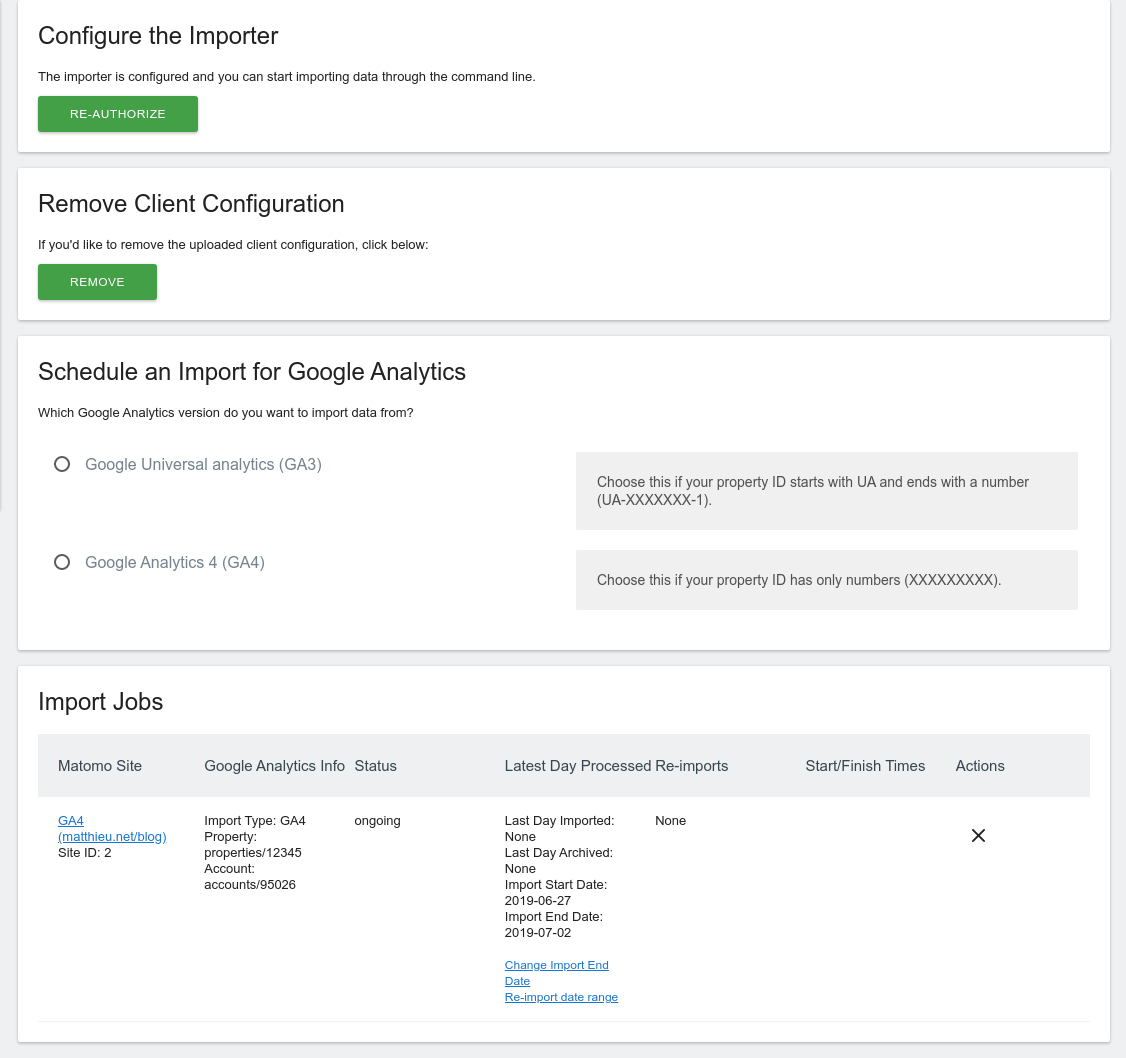 Configure the Importer
The importer is configured and you can start importing data through the command line.
RE-AUTHORIZE
Remove Client Configuration
If you'd like to remove the uploaded client configuration, click below:
REMOVE
Schedule an Import for Google Analytics
Which Google Analytics version do you want to import data from?
Google Universal analytics (GA3)
Choose this if your property ID starts with UA and ends with a number
(UA-XXXXXXX-1).
Google Analytics 4 (GA4)
Choose this if your property ID has only numbers (XXXXXXXXX).
Import Jobs
Matomo Site Google Analytics Info Status Latest Day Processed Re-imports Start/Finish Times Actions
GA4
(matthieu.net/blog)
Site ID: 2
Import Type: GA4
Property:
properties/12345
Account:
accounts/95026
ongoing
Last Day Imported:
None
Last Day Archived:
None
Import Start Date:
2019-06-27
Import End Date:
2019-07-02
Change Import End
Date
Re-import date range
None